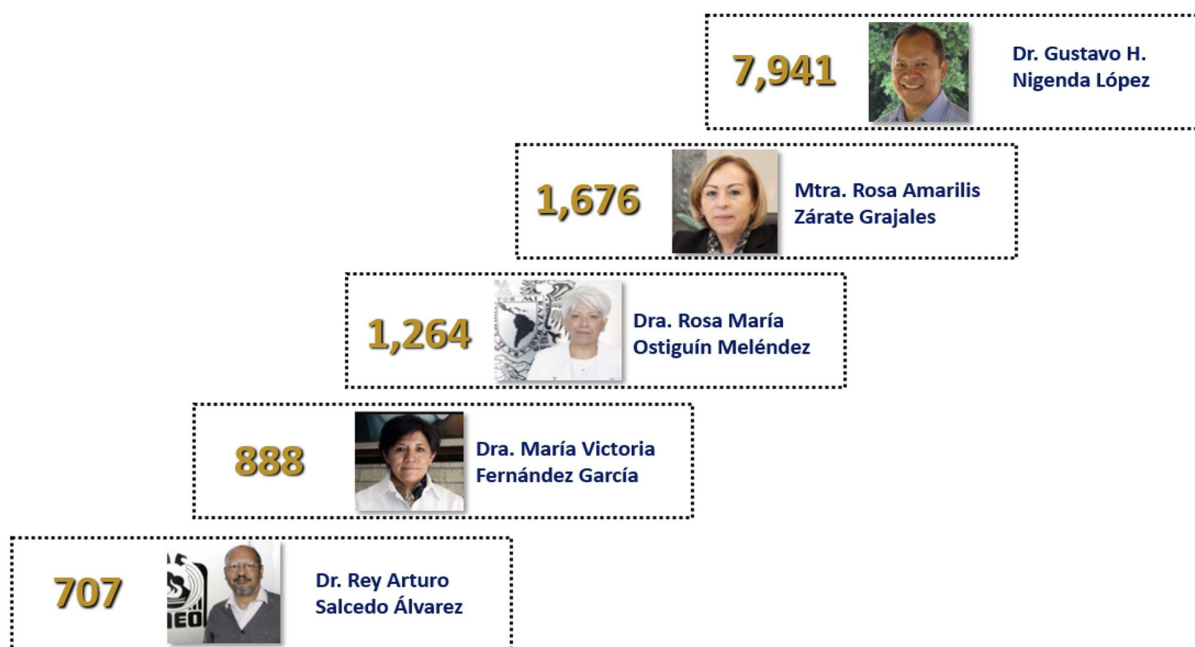 7,941
Dr. Gustavo H.
Nigenda López
1,676
Mtra. Rosa Amarilis
Zárate Grajales
1,264
Dra. Rosa María
Ostiguín Meléndez
888
Dra. María Victoria
Fernández García
707
Dr. Rey Arturo
Salcedo Álvarez